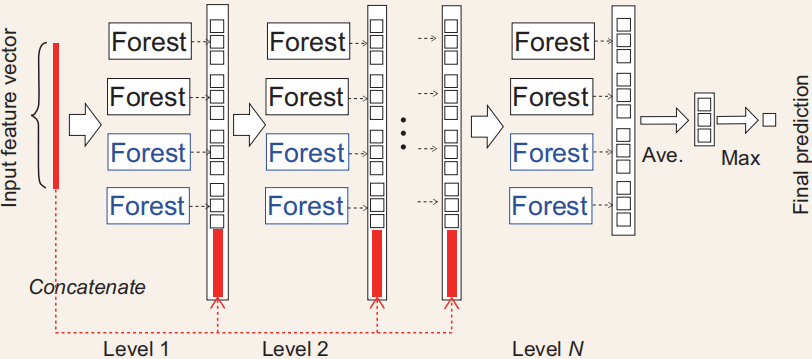 Input feature vector
Forest
Forest
Forest
Forest
Forest
Forest
Forest
Forest
Forest
Forest
Forest
Forest
Ave.
Max
Final prediction
Concatenate
Level 1
Level 2
Level N